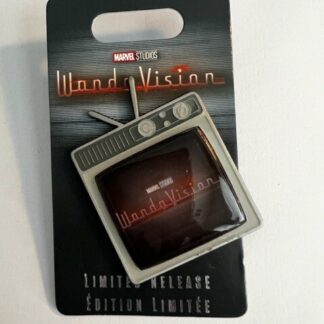 MARVEL STUDIOS
WandaVision
MARVEL STUDIOS
WandaVision
LIMITED RELEASE
ÉDITION LIMITÉE